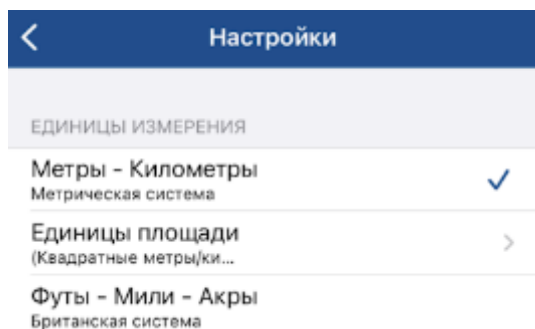 Настройки
ЕДИНИЦЫ ИЗМЕРЕНИЯ
Метры - Километры
Метрическая система
Единицы площади
(Квадратные метры/ки...
Футы - Мили - Акры
Британская система